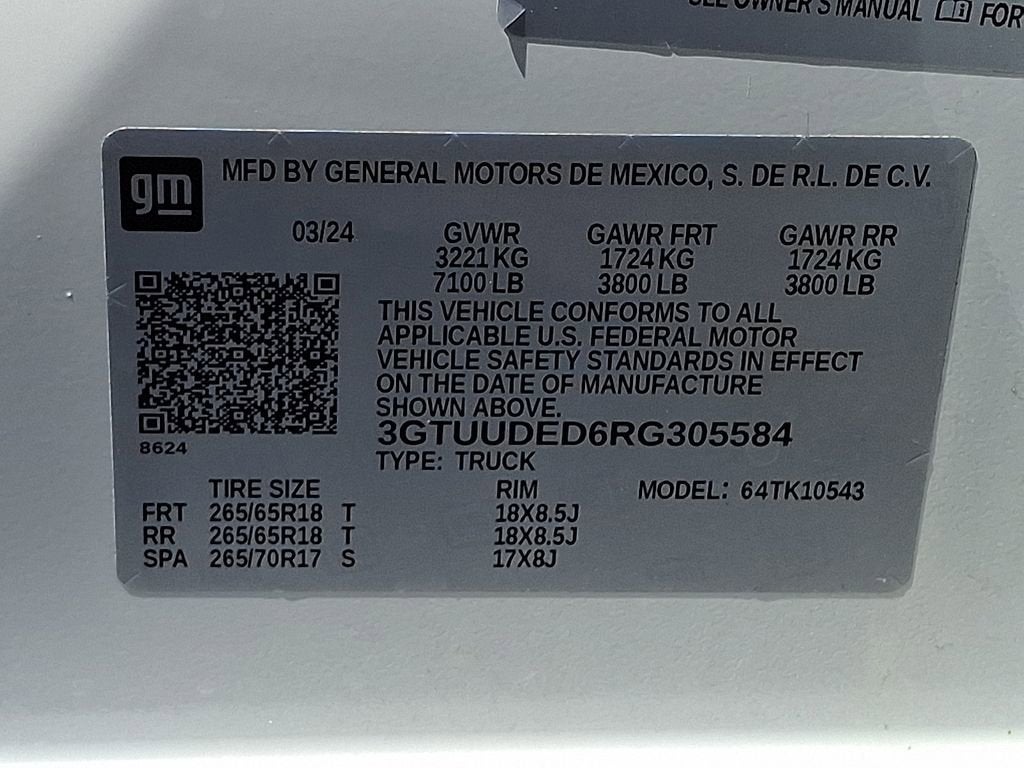 SEE OWNER'S MANUAL FOR
gm
MFD BY GENERAL MOTORS DE MEXICO, S. DE R.L. DE C.V.
03/24 GVWR GAWR FRT GAWR RR
3221 KG 1724 KG 1724 KG
7100 LB 3800 LB 3800 LB
THIS VEHICLE CONFORMS TO ALL
APPLICABLE U.S. FEDERAL MOTOR
VEHICLE SAFETY STANDARDS IN EFFECT
ON THE DATE OF MANUFACTURE
SHOWN ABOVE.
3GTUUDED6RG305584
8624
TYPE: TRUCK
TIRE SIZE RIM MODEL: 64TK10543
FRT 265/65R18 T 18X8.5J
RR 265/65R18 T 18X8.5J
SPA 265/70R17 S 17X8J